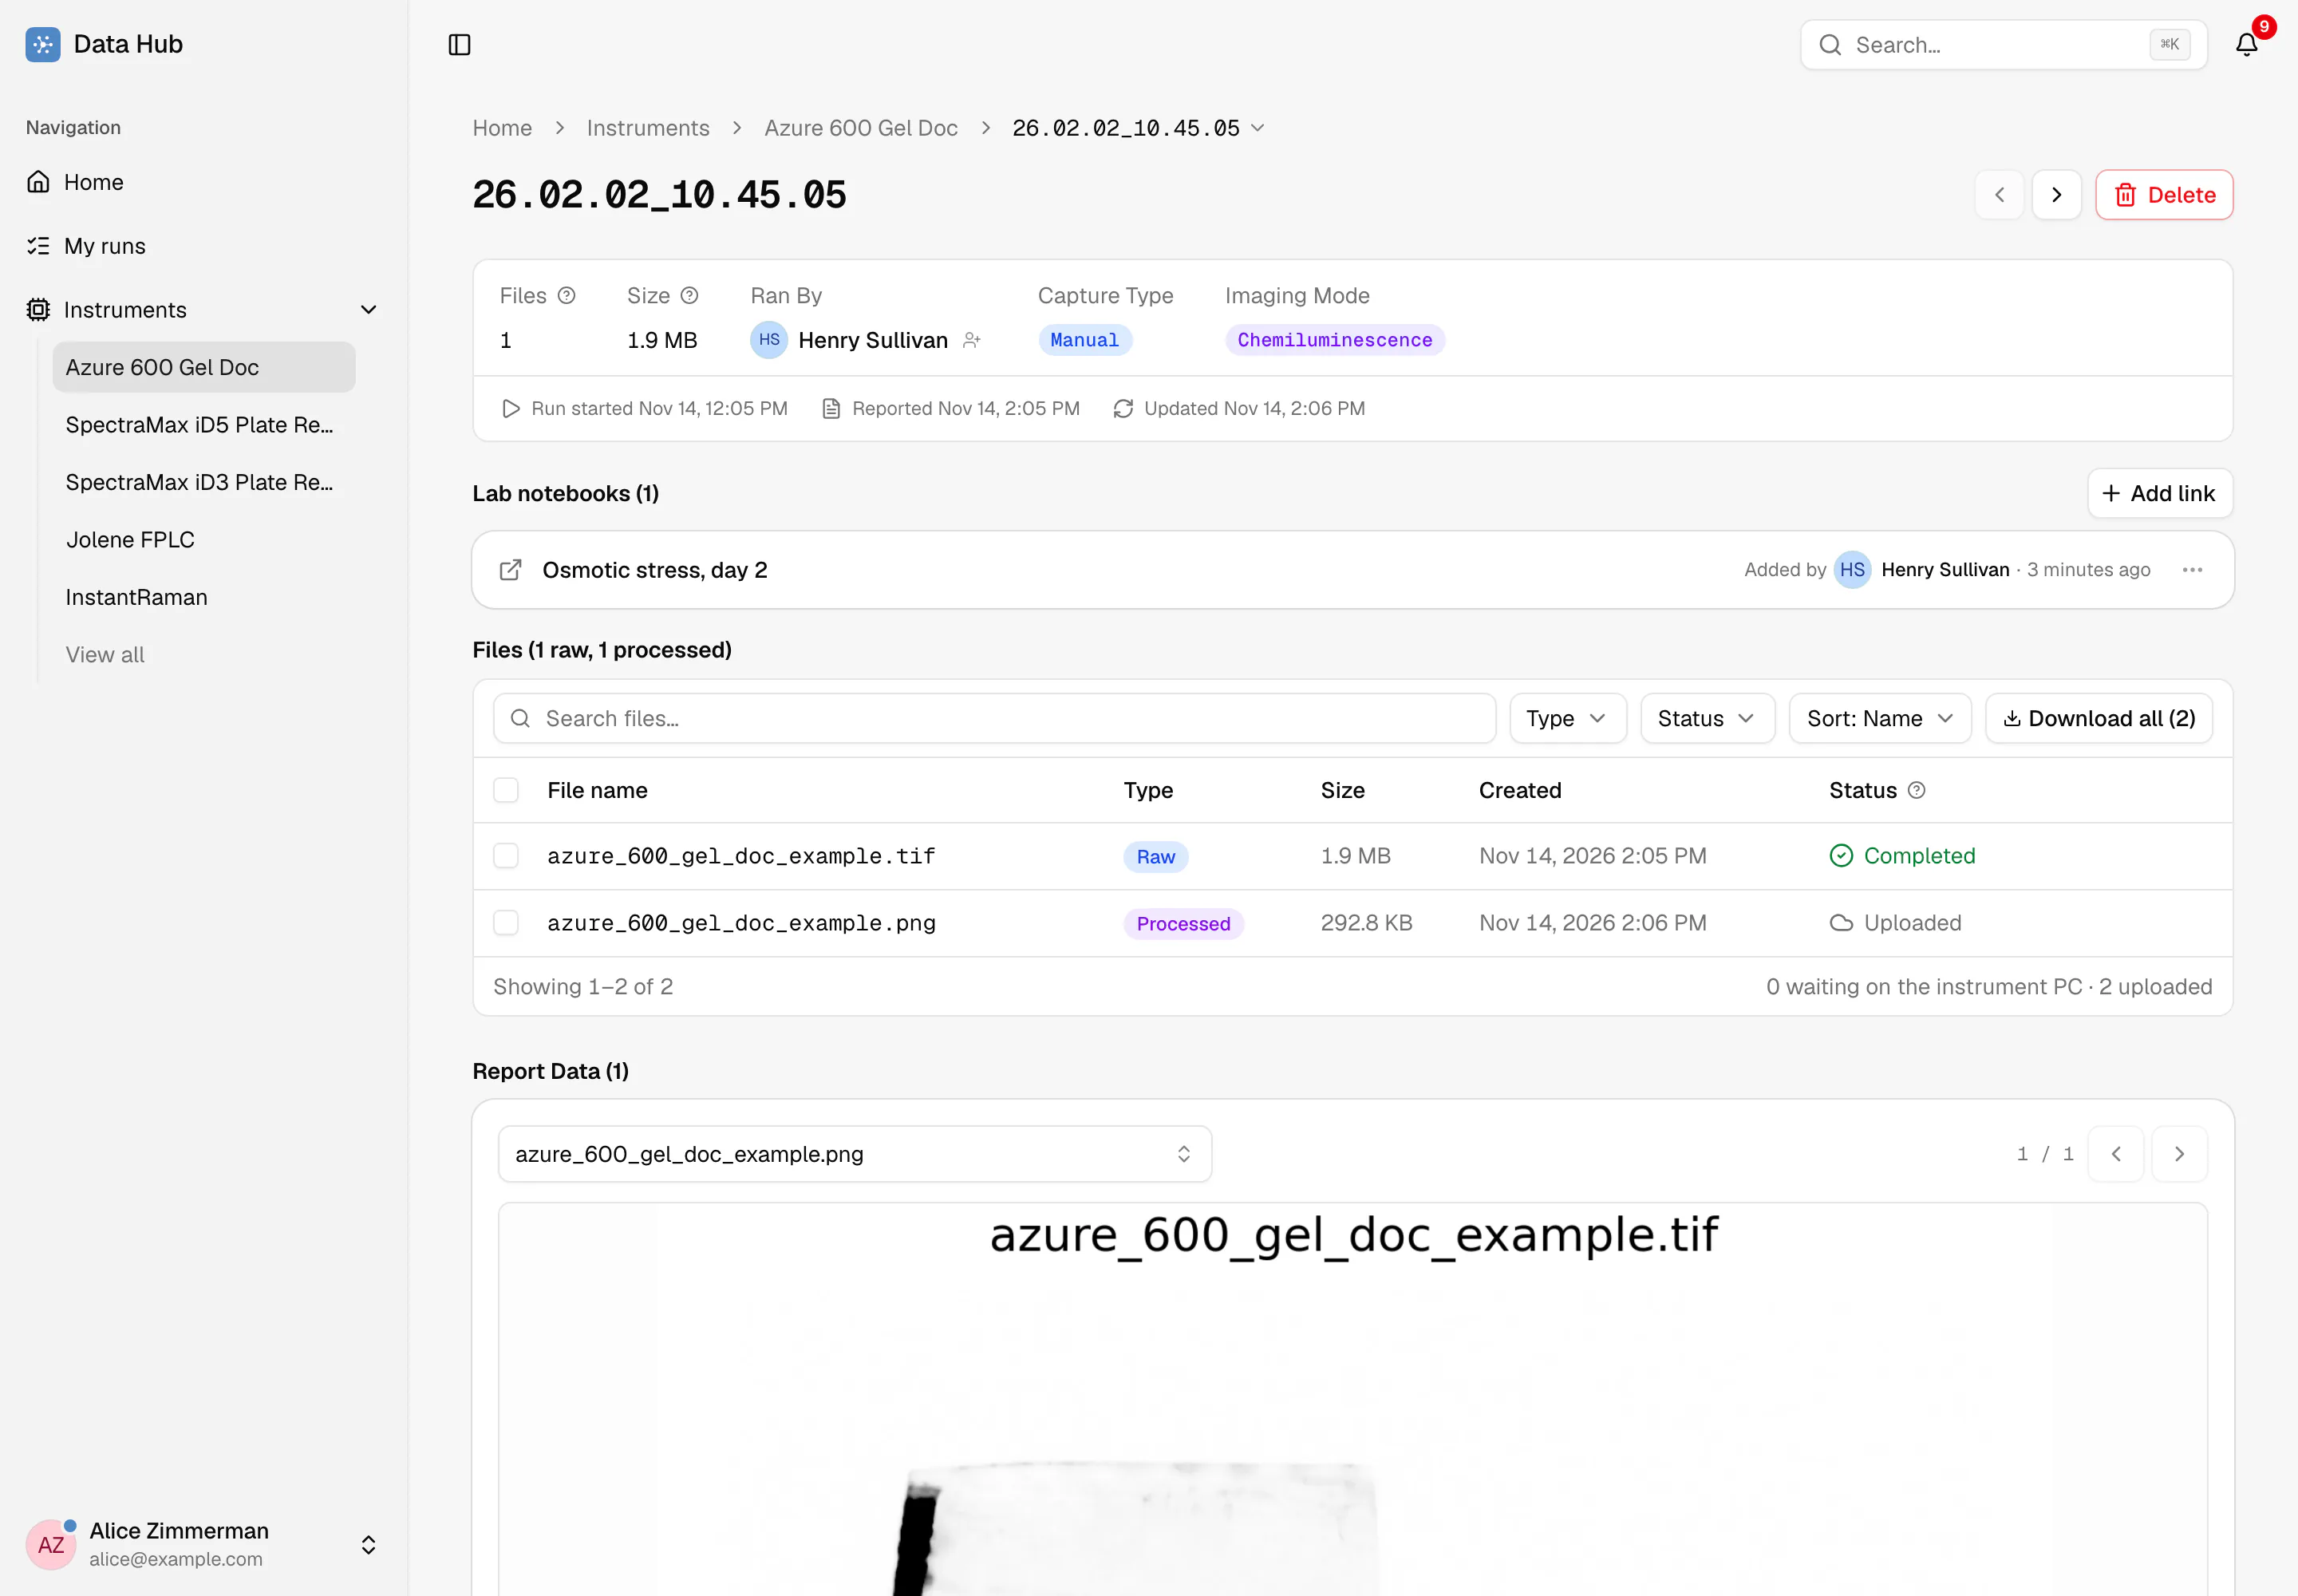 Data Hub
Search...
⌘K
9
Navigation
Home
My runs
Instruments
Azure 600 Gel Doc
SpectraMax iD5 Plate Re...
SpectraMax iD3 Plate Re...
Jolene FPLC
InstantRaman
View all
Home > Instruments > Azure 600 Gel Doc > 26.02.02_10.45.05
26.02.02_10.45.05
Delete
Files Size Ran By Capture Type Imaging Mode
1 1.9 MB HS Henry Sullivan Manual Chemiluminescence
Run started Nov 14, 12:05 PM Reported Nov 14, 2:05 PM Updated Nov 14, 2:06 PM
Lab notebooks (1)
Add link
Osmotic stress, day 2 Added by HS Henry Sullivan · 3 minutes ago
Files (1 raw, 1 processed)
Search files... Type Status Sort: Name Download all (2)
File name Type Size Created Status
azure_600_gel_doc_example.tif Raw 1.9 MB Nov 14, 2026 2:05 PM Completed
azure_600_gel_doc_example.png Processed 292.8 KB Nov 14, 2026 2:06 PM Uploaded
Showing 1–2 of 2 0 waiting on the instrument PC · 2 uploaded
Report Data (1)
azure_600_gel_doc_example.png 1 / 1
azure_600_gel_doc_example.tif
AZ
Alice Zimmerman
alice@example.com